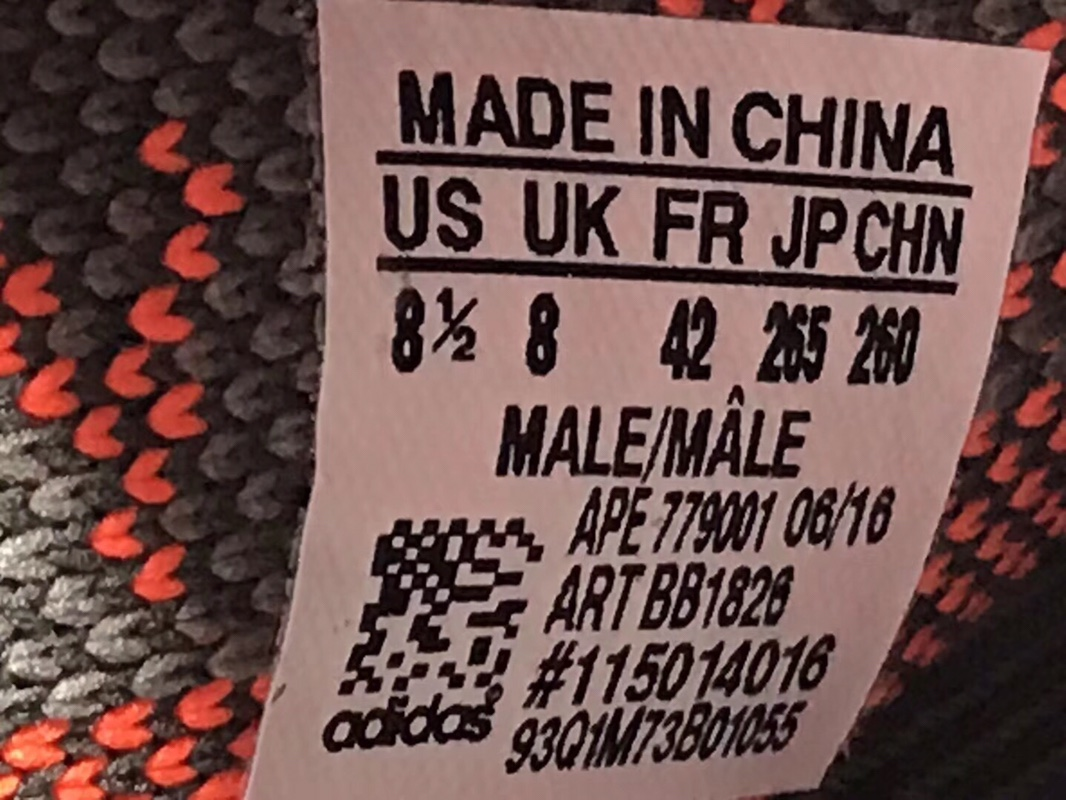 MADE IN CHINA
US UK FR JP CHN
8½ 8 42 265 260
MALE/MÂLE
APE 779001 06/16
ART BB1826
#115014016
adidas®
93Q1M73B01055